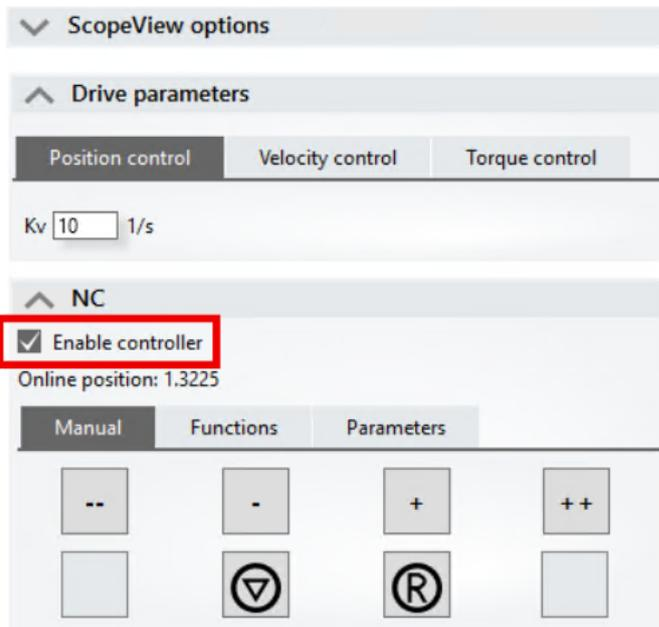 ScopeView options
Drive parameters
Position control Velocity control Torque control
Kv 10 1/s
NC
Enable controller
Online position: 1.3225
Manual Functions Parameters
-- - + ++
R